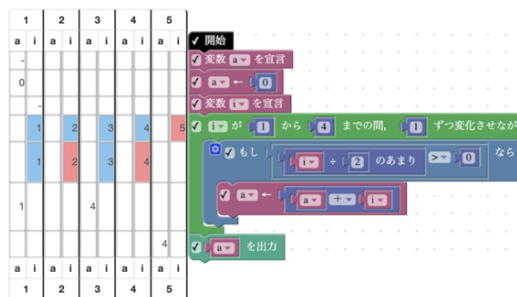 1 2 3 4 5
a i a i a i a i a i
開始
- 変数 a を宣言
0 a ← 0
- 変数 i を宣言
1 2 3 4 5 i が 1 から 4 までの間, 1 ずつ変化させなが
1 2 3 4 もし i ÷ 2 のあまり > 0 なら
1 4 a ← a + i
4 a を出力
a i a i a i a i a i
1 2 3 4 5